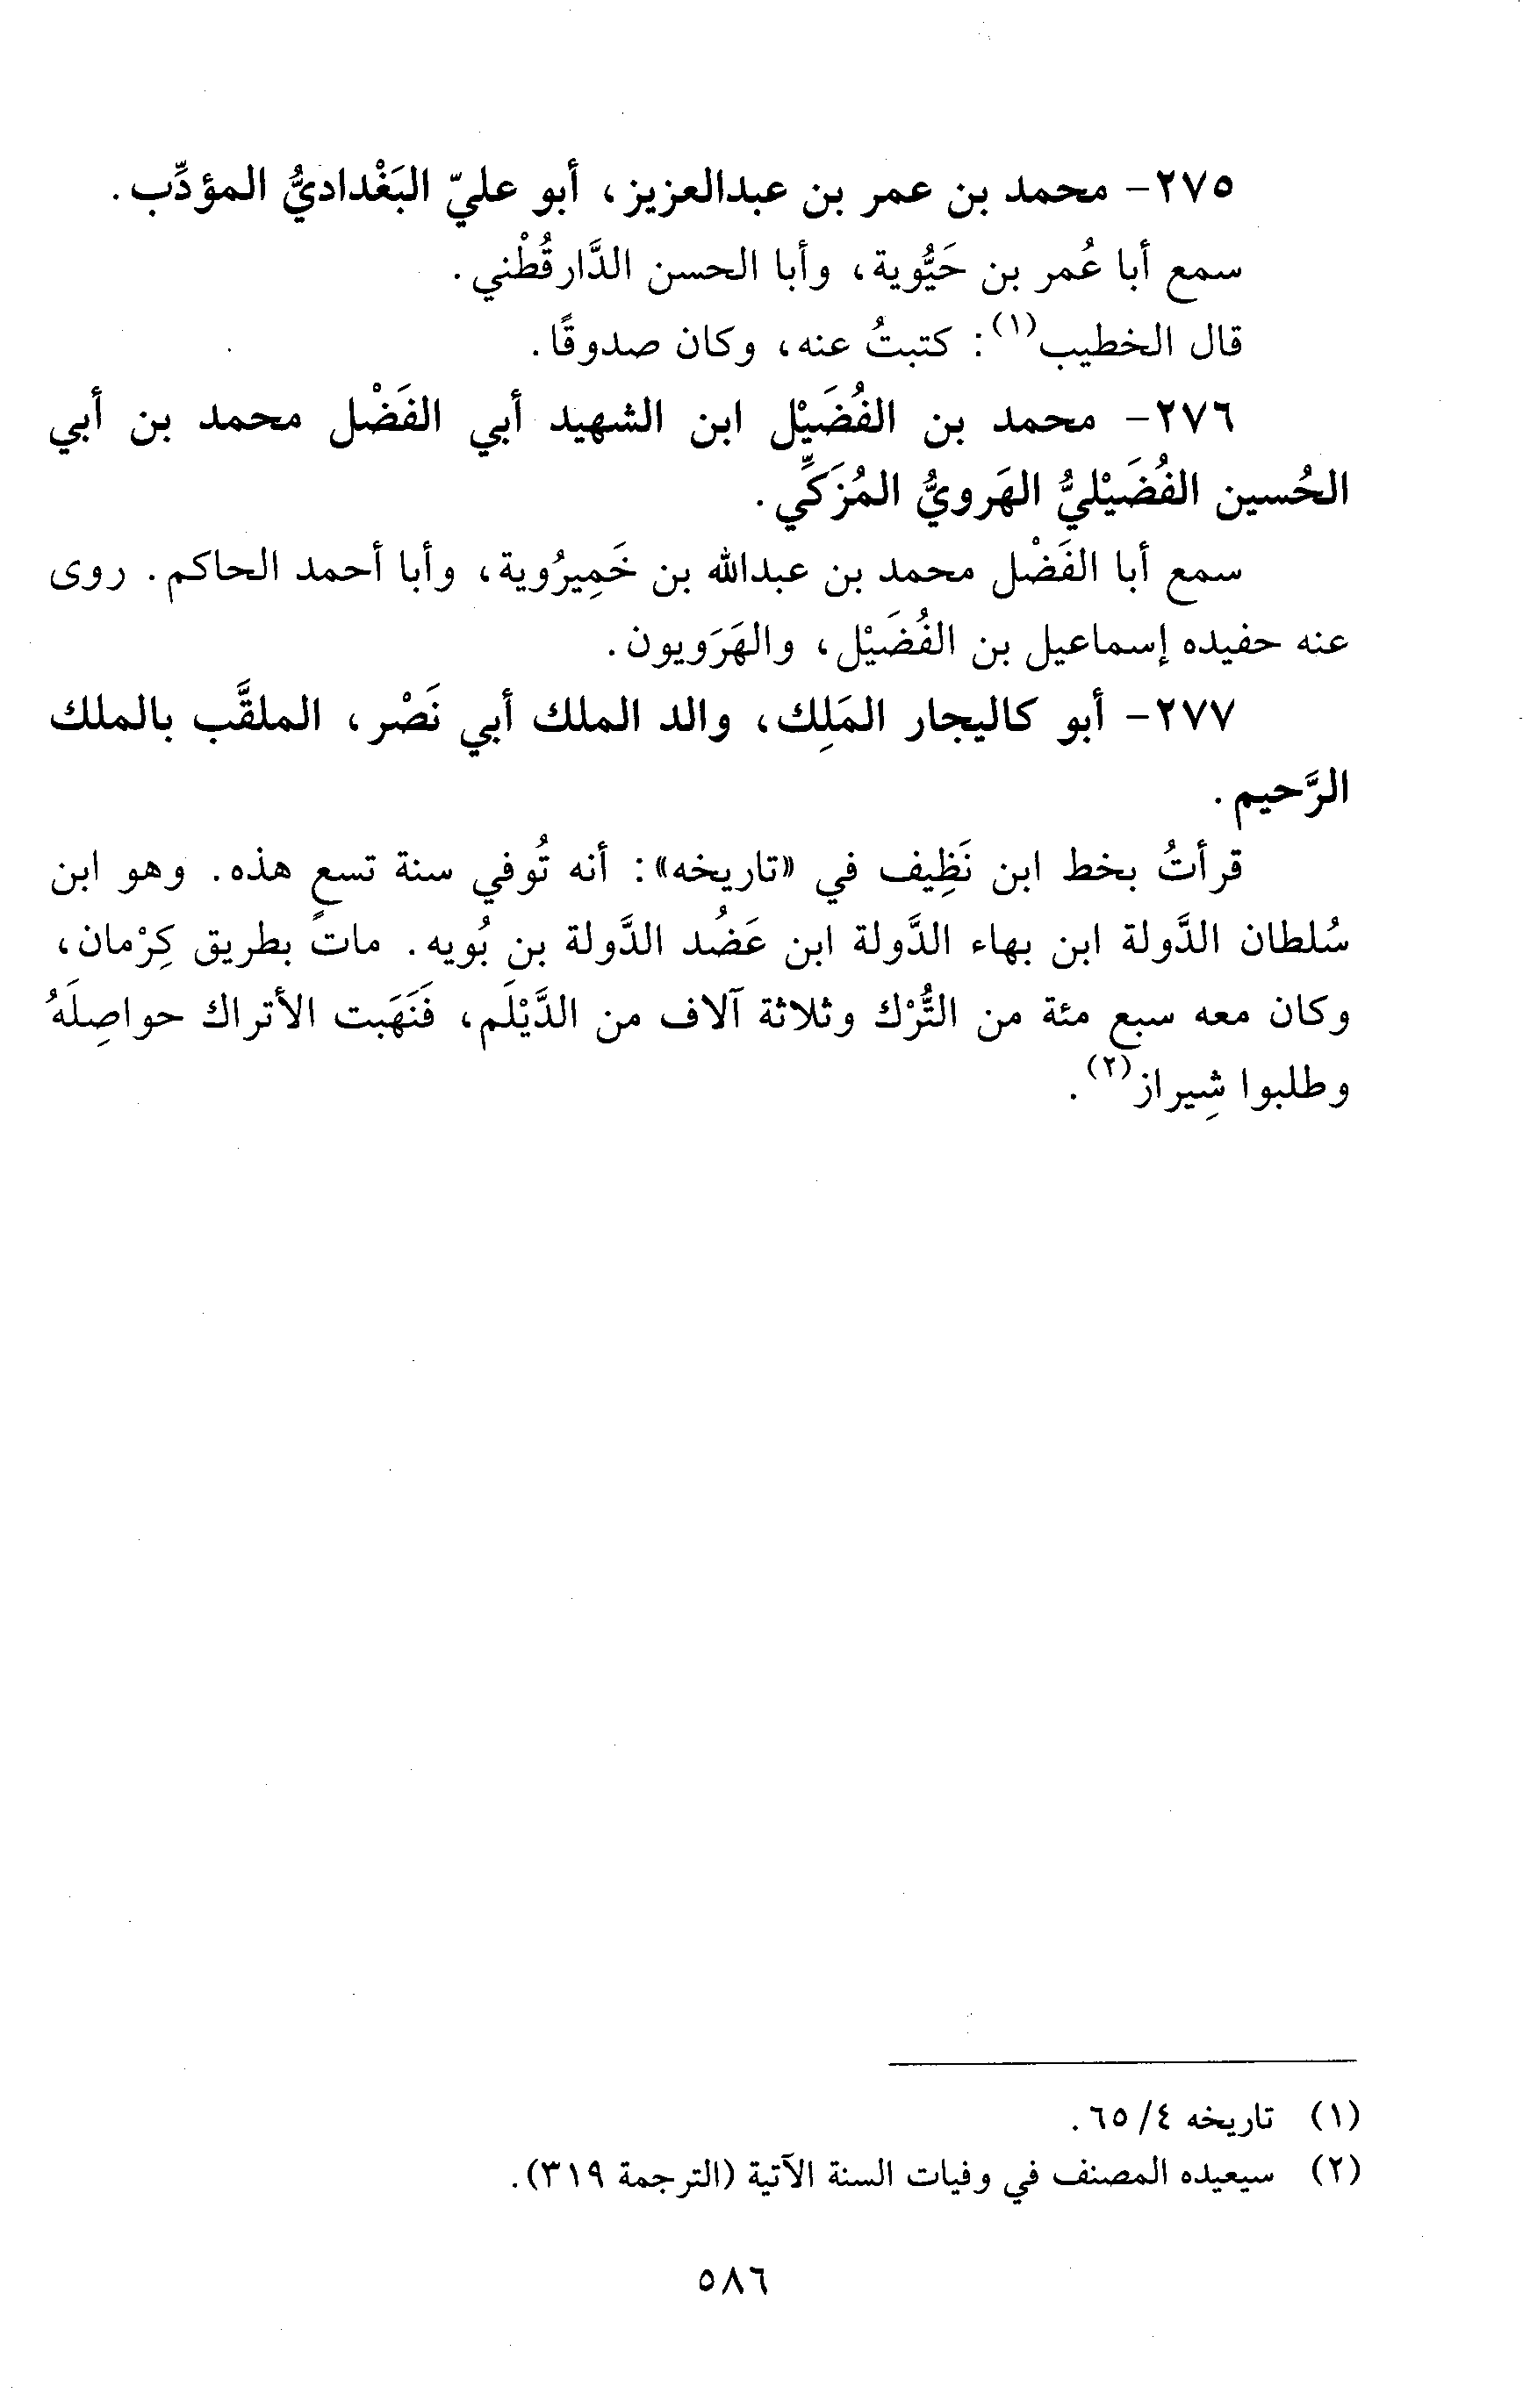 ٢٧٥- محمد بن عمر بن عبدالعزيز، أبو عليّ البَغْداديُّ المؤدِّب.
سمع أبا عُمر بن حَيُّوية، وأبا الحسن الدَّارقُطْني.
قال الخطيب(١): كتبتُ عنه، وكان صدوقًا.
٢٧٦- محمد بن الفُضَيْل ابن الشهيد أبي الفَضْل محمد بن أبي
الحُسين الفُضَيْليُّ الهَرويُّ المُزَكِّي.
سمع أبا الفَضْل محمد بن عبدالله بن خَمِيرُوية، وأبا أحمد الحاكم. روى
عنه حفيده إسماعيل بن الفُضَيْل، والهَرَويون.
٢٧٧- أبو كاليجار المَلِك، والد الملك أبي نَصْر، الملقَّب بالملك
الرَّحيم.
قرأتُ بخط ابن نَظِيف في «تاريخه»: أنه تُوفي سنة تسعٍ هذه. وهو ابن
سُلطان الدَّولة ابن بهاء الدَّولة ابن عَضُد الدَّولة بن بُويه. مات بطريق كِرْمان،
وكان معه سبع مئة من التُّرْك وثلاثة آلاف من الدَّيْلَم، فَنَهَبت الأتراك حواصِلَهُ
وطلبوا شِيراز(٢).
(١) تاريخه ٤/ ٦٥.
(٢) سيعيده المصنف في وفيات السنة الآتية (الترجمة ٣١٩).
٥٨٦